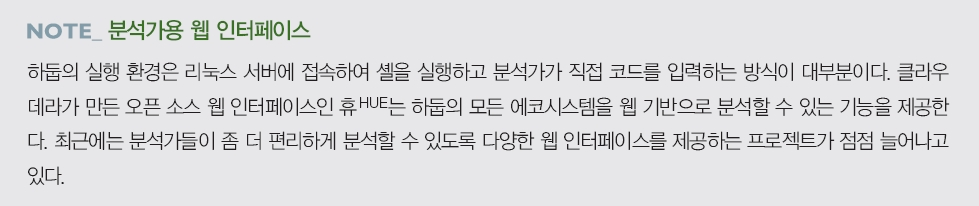 NOTE_ 분석가용 웹 인터페이스
하둡의 실행 환경은 리눅스 서버에 접속하여 셸을 실행하고 분석가가 직접 코드를 입력하는 방식이 대부분이다. 클라우
데라가 만든 오픈 소스 웹 인터페이스인 휴HUE는 하둡의 모든 에코시스템을 웹 기반으로 분석할 수 있는 기능을 제공한
다. 최근에는 분석가들이 좀 더 편리하게 분석할 수 있도록 다양한 웹 인터페이스를 제공하는 프로젝트가 점점 늘어나고
있다.